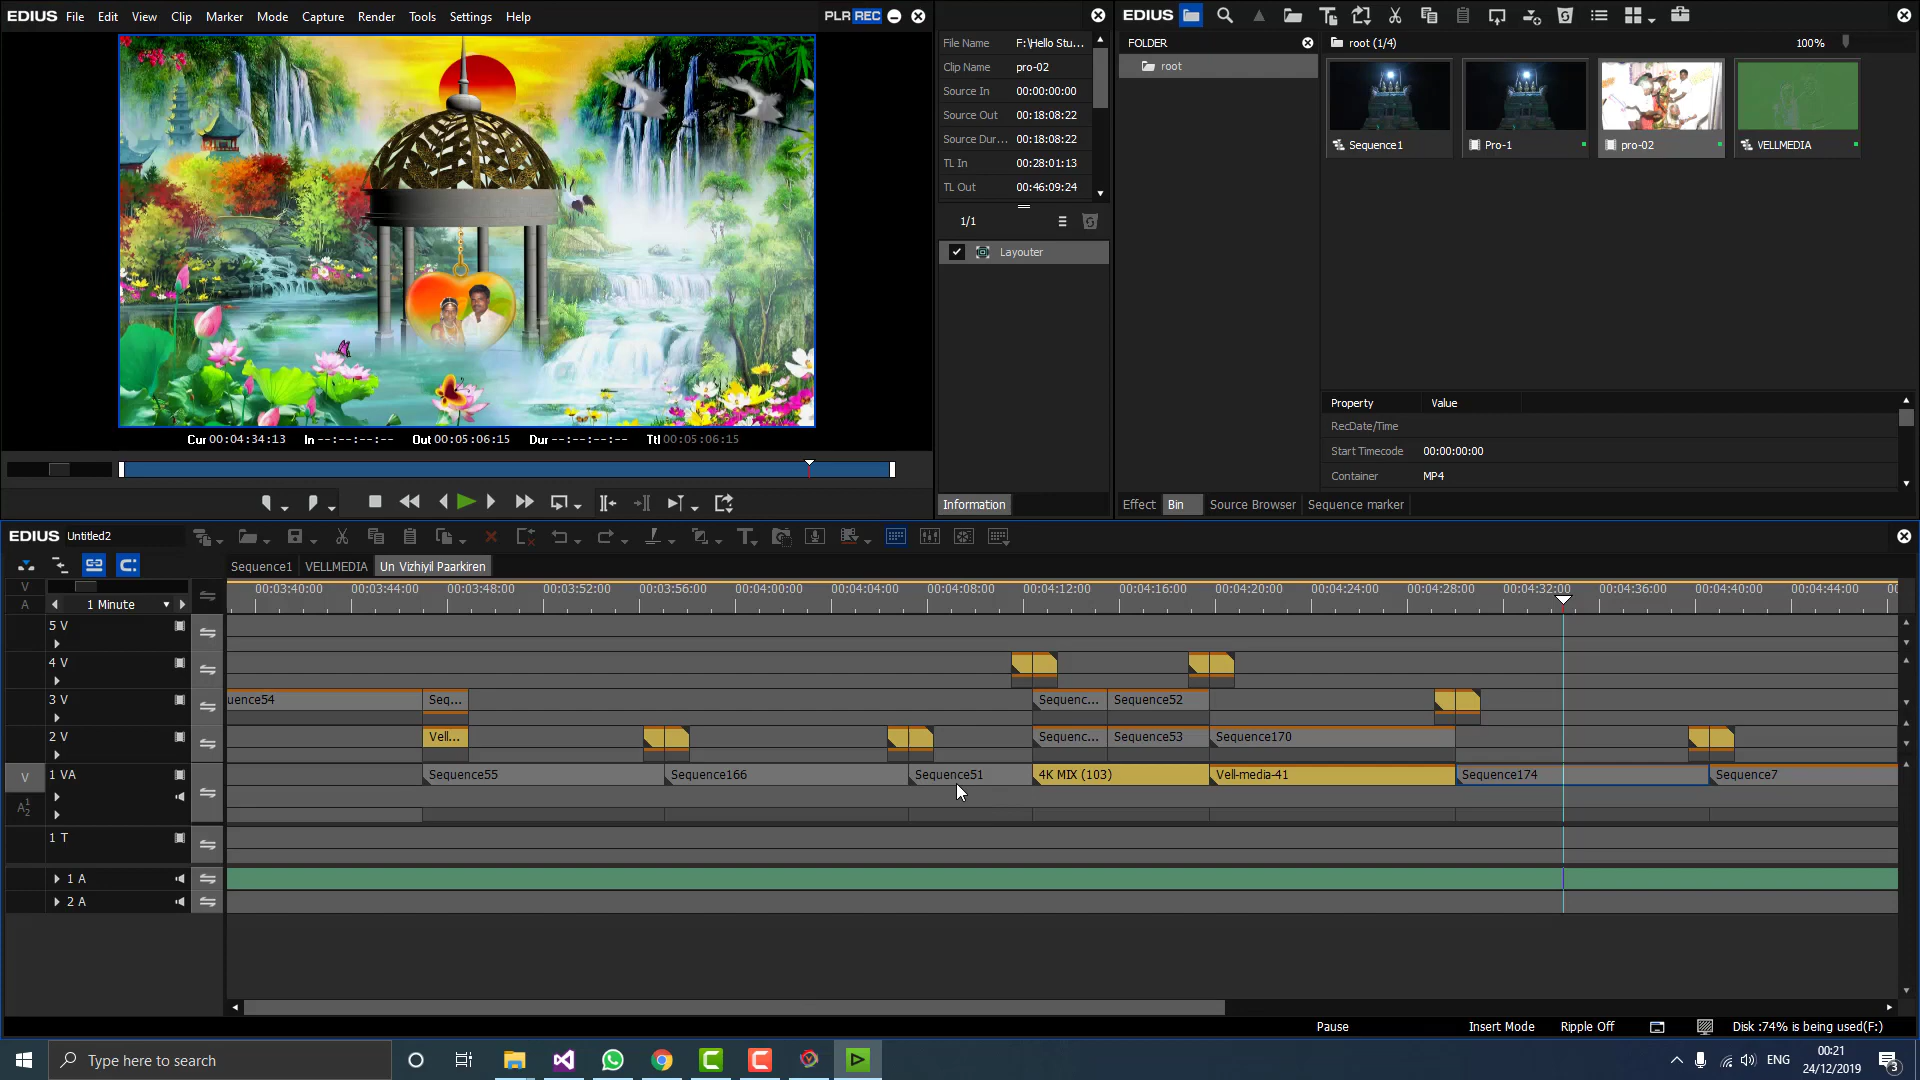 EDIUS File Edit View Clip Marker Mode Capture Render Tools Settings Help PLR REC
Cur 00:04:34:13 In --:--:--:-- Out 00:05:06:15 Dur --:--:--:-- Ttl 00:05:06:15
File Name F:\Hello Stu...
Clip Name pro-02
Source In 00:00:00:00
Source Out 00:18:08:22
Source Dur... 00:18:08:22
TL In 00:28:01:13
TL Out 00:46:09:24
1/1
Layouter
Information
EDIUS
FOLDER
root
root (1/4) 100%
Sequence1 Pro-1 pro-02 VELLMEDIA
Property Value
RecDate/Time
Start Timecode 00:00:00:00
Container MP4
Effect Bin Source Browser Sequence marker
EDIUS Untitled2
Sequence1 VELLMEDIA Un Vizhiyil Paarkiren
V
A 1 Minute
00:03:40:00 00:03:44:00 00:03:48:00 00:03:52:00 00:03:56:00 00:04:00:00 00:04:04:00 00:04:08:00 00:04:12:00 00:04:16:00 00:04:20:00 00:04:24:00 00:04:28:00 00:04:32:00 00:04:36:00 00:04:40:00 00:04:44:00
5 V
4 V
3 V uence54 Seq... Sequenc... Sequence52
2 V Vell... Sequenc... Sequence53 Sequence170
V 1 VA Sequence55 Sequence166 Sequence51 4K MIX (103) Vell-media-41 Sequence174 Sequence7
A 1 2
1 T
1 A
2 A
Pause Insert Mode Ripple Off Disk :74% is being used(F:)
Type here to search
ENG 00:21
24/12/2019 3